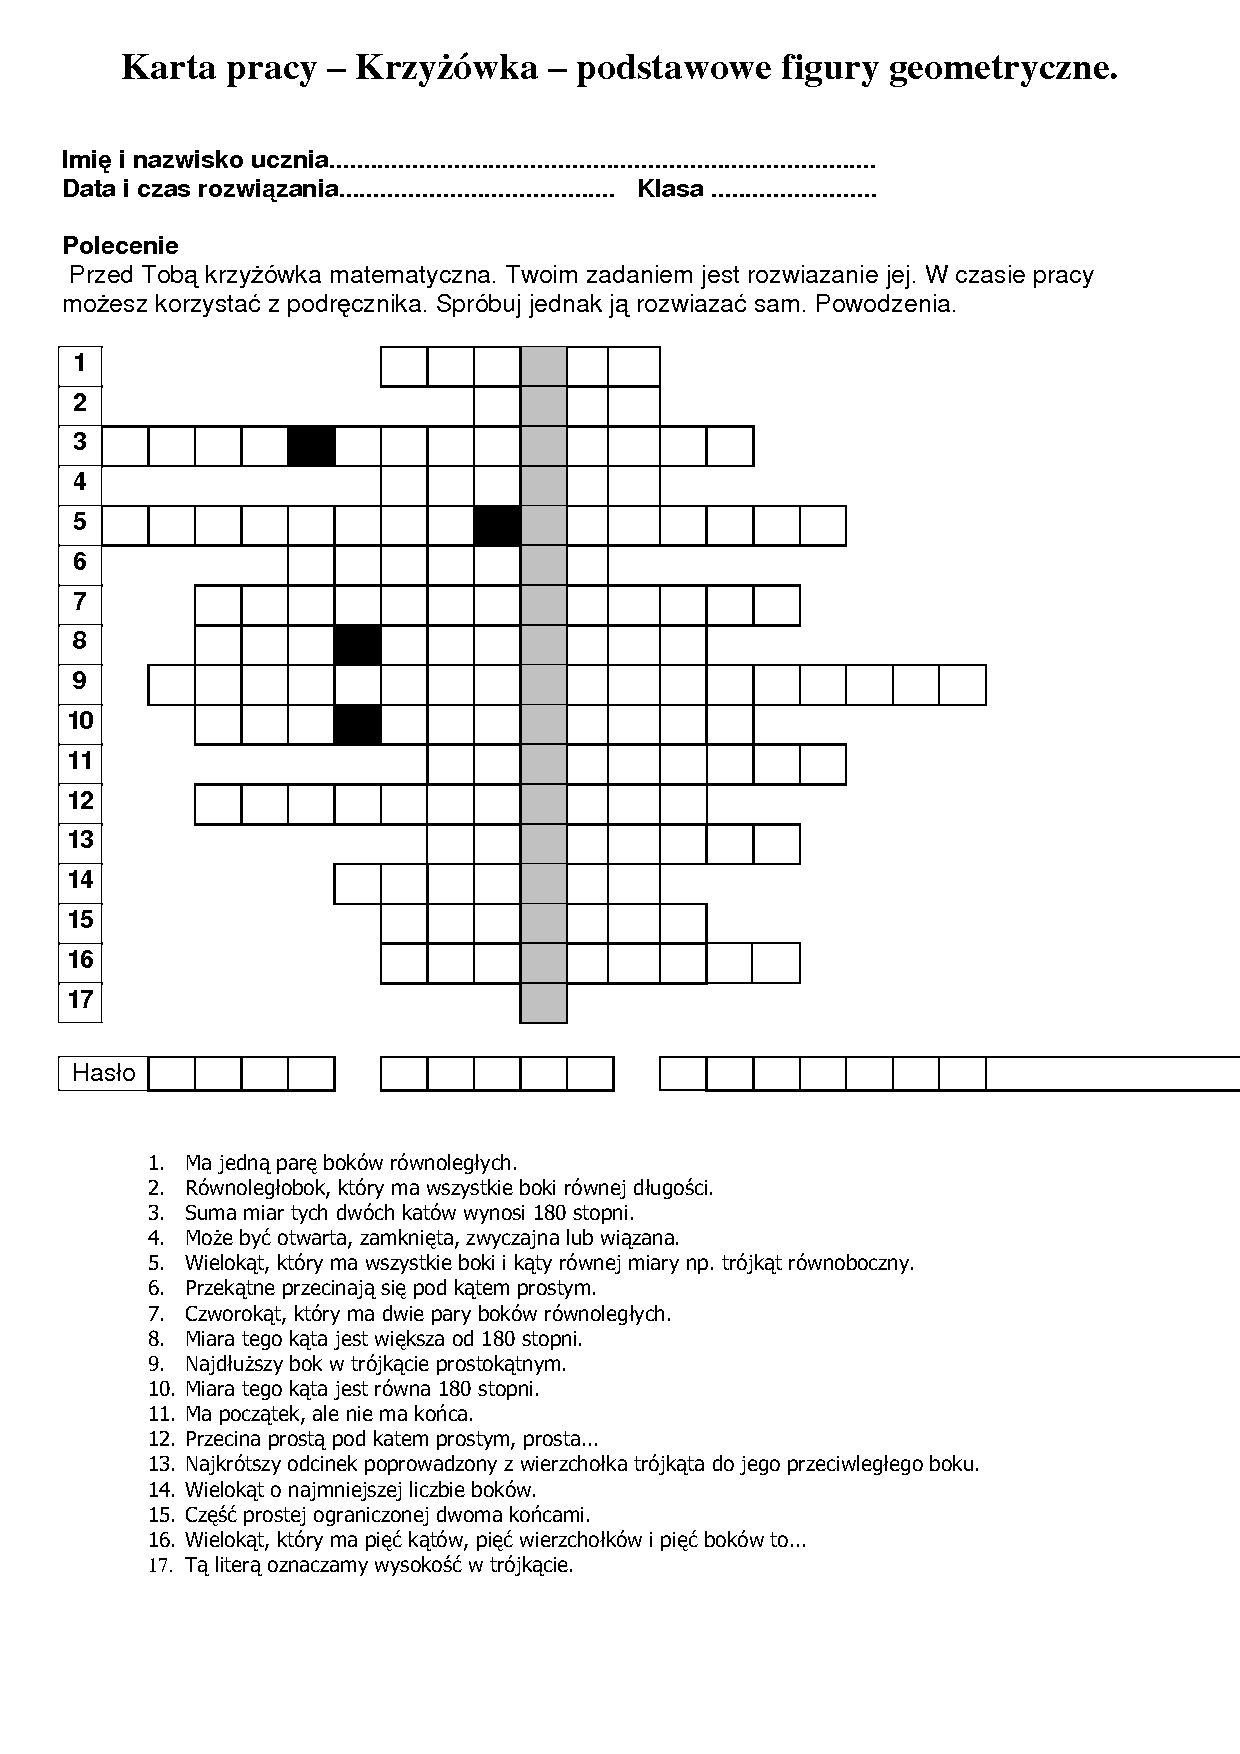 Karta pracy – Krzyżówka – podstawowe figury geometryczne.
Imię i nazwisko ucznia...............................................................................
Data i czas rozwiązania........................................ Klasa ........................
Polecenie
Przed Tobą krzyżówka matematyczna. Twoim zadaniem jest rozwiazanie jej. W czasie pracy
możesz korzystać z podręcznika. Spróbuj jednak ją rozwiazać sam. Powodzenia.
1
2
3
4
5
6
7
8
9
10
11
12
13
14
15
16
17
Hasło
1. Ma jedną parę boków równoległych.
2. Równoległobok, który ma wszystkie boki równej długości.
3. Suma miar tych dwóch katów wynosi 180 stopni.
4. Może być otwarta, zamknięta, zwyczajna lub wiązana.
5. Wielokąt, który ma wszystkie boki i kąty równej miary np. trójkąt równoboczny.
6. Przekątne przecinają się pod kątem prostym.
7. Czworokąt, który ma dwie pary boków równoległych.
8. Miara tego kąta jest większa od 180 stopni.
9. Najdłuższy bok w trójkącie prostokątnym.
10. Miara tego kąta jest równa 180 stopni.
11. Ma początek, ale nie ma końca.
12. Przecina prostą pod katem prostym, prosta...
13. Najkrótszy odcinek poprowadzony z wierzchołka trójkąta do jego przeciwległego boku.
14. Wielokąt o najmniejszej liczbie boków.
15. Część prostej ograniczonej dwoma końcami.
16. Wielokąt, który ma pięć kątów, pięć wierzchołków i pięć boków to...
17. Tą literą oznaczamy wysokość w trójkącie.